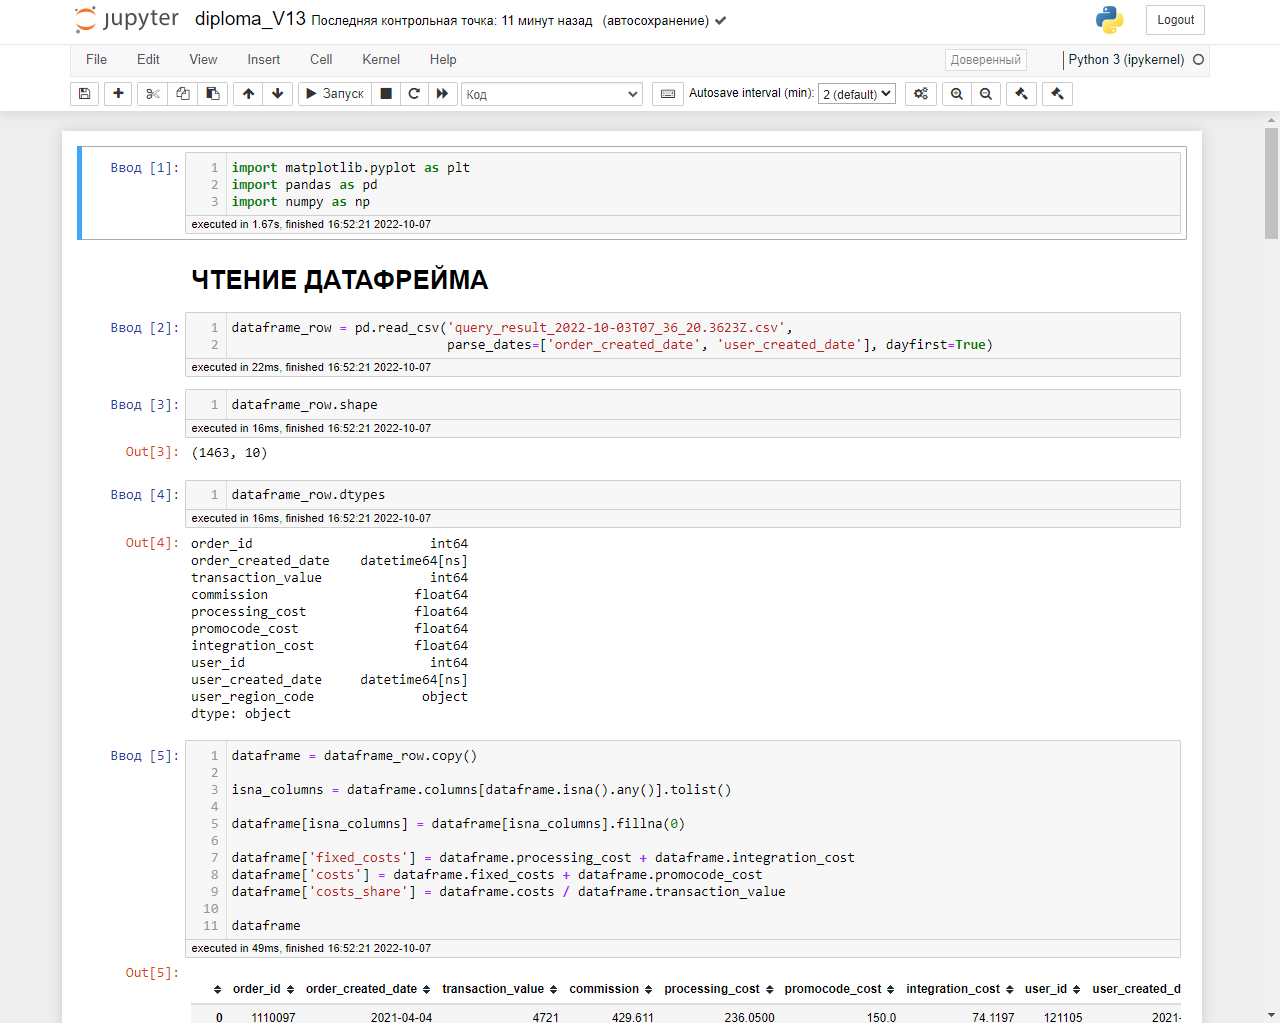 jupyter diploma_V13 Последняя контрольная точка: 11 минут назад (автосохранение)
Logout
File Edit View Insert Cell Kernel Help Доверенный Python 3 (ipykernel)
Запуск Код Autosave interval (min): 2 (default)
Ввод [1]:
1 import matplotlib.pyplot as plt
2 import pandas as pd
3 import numpy as np
executed in 1.67s, finished 16:52:21 2022-10-07
ЧТЕНИЕ ДАТАФРЕЙМА
Ввод [2]:
1 dataframe_row = pd.read_csv('query_result_2022-10-03T07_36_20.3623Z.csv',
2 parse_dates=['order_created_date', 'user_created_date'], dayfirst=True)
executed in 22ms, finished 16:52:21 2022-10-07
Ввод [3]:
1 dataframe_row.shape
executed in 16ms, finished 16:52:21 2022-10-07
Out[3]: (1463, 10)
Ввод [4]:
1 dataframe_row.dtypes
executed in 16ms, finished 16:52:21 2022-10-07
Out[4]:
order_id int64
order_created_date datetime64[ns]
transaction_value int64
commission float64
processing_cost float64
promocode_cost float64
integration_cost float64
user_id int64
user_created_date datetime64[ns]
user_region_code object
dtype: object
Ввод [5]:
1 dataframe = dataframe_row.copy()
2
3 isna_columns = dataframe.columns[dataframe.isna().any()].tolist()
4
5 dataframe[isna_columns] = dataframe[isna_columns].fillna(0)
6
7 dataframe['fixed_costs'] = dataframe.processing_cost + dataframe.integration_cost
8 dataframe['costs'] = dataframe.fixed_costs + dataframe.promocode_cost
9 dataframe['costs_share'] = dataframe.costs / dataframe.transaction_value
10
11 dataframe
executed in 49ms, finished 16:52:21 2022-10-07
Out[5]:
order_id order_created_date transaction_value commission processing_cost promocode_cost integration_cost user_id user_created_d
0 1110097 2021-04-04 4721 429.611 236.0500 150.0 74.1197 121105 2021-